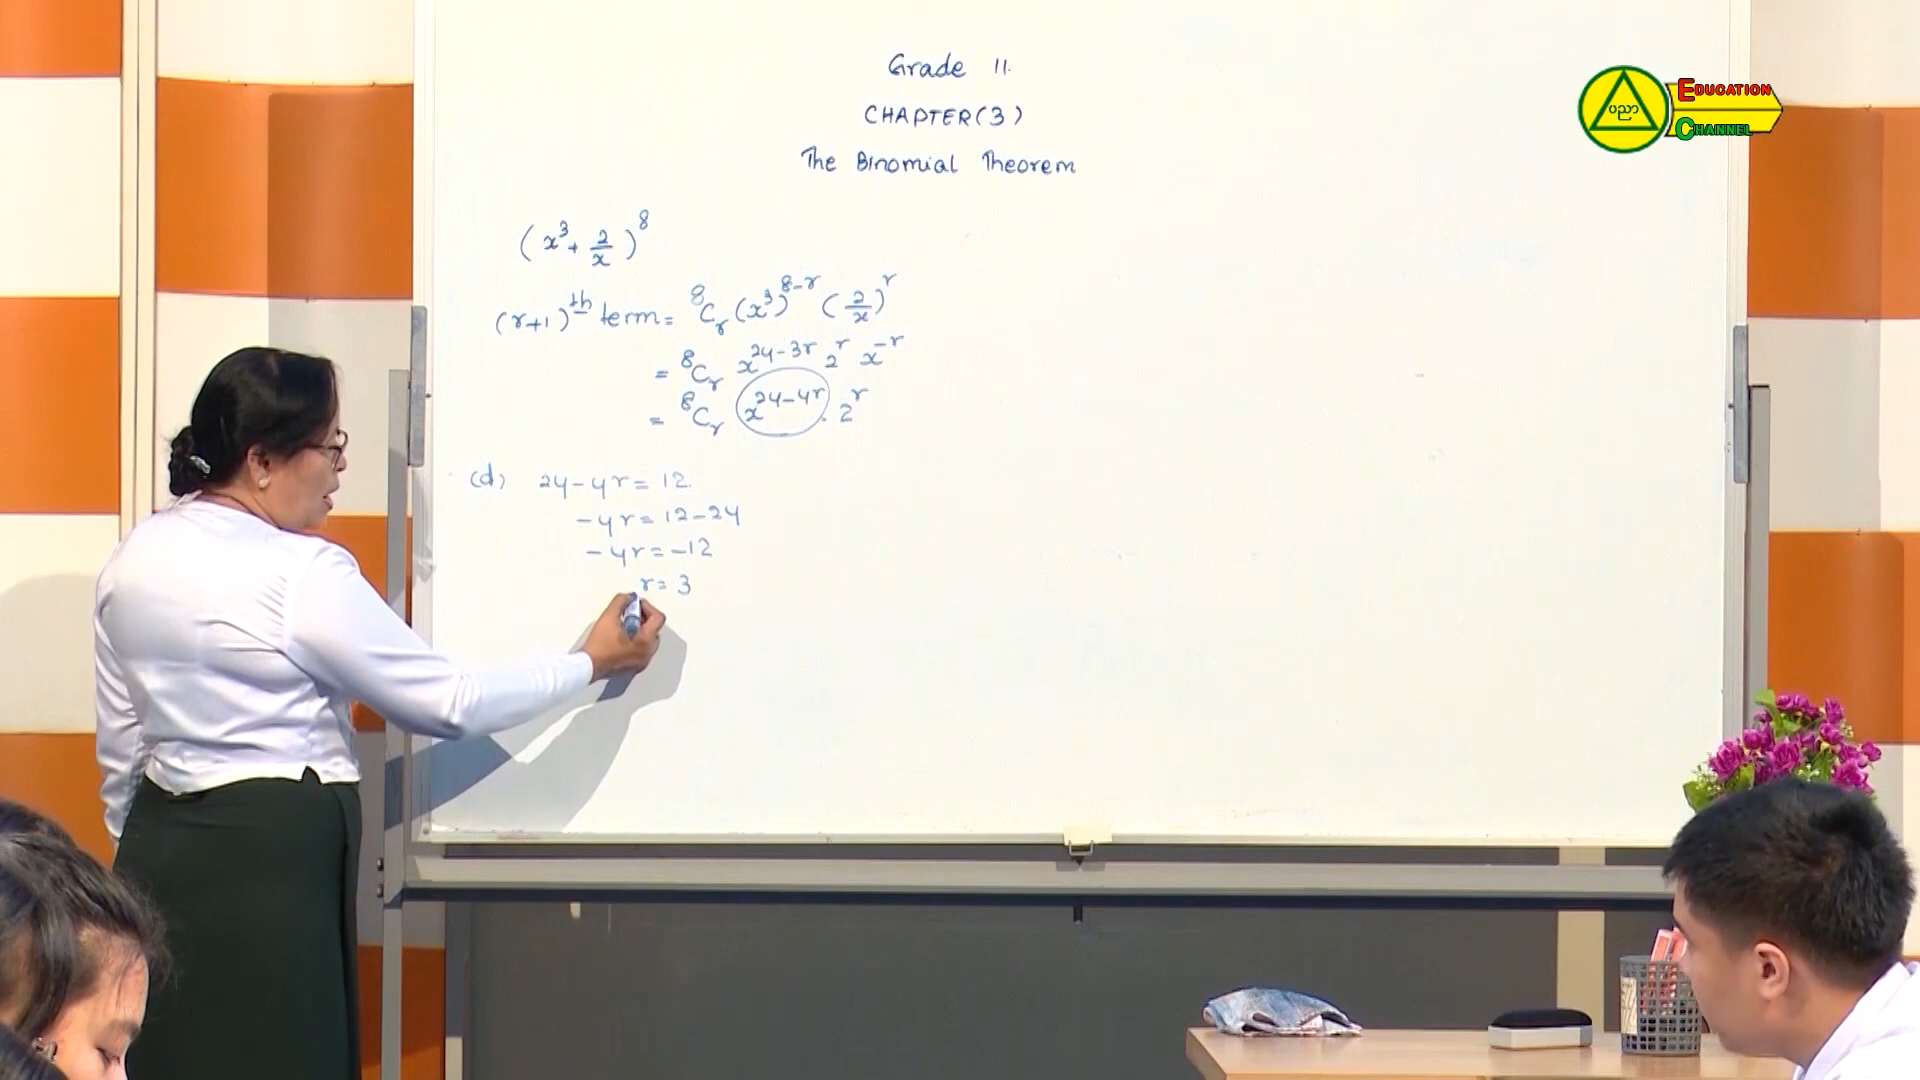 Grade 11.
CHAPTER(3)
The Binomial Theorem
EDUCATION
ပညာ
CHANNEL
(x³ + 2/x)⁸
(r+1)ᵗʰ term = ⁸Cᵣ (x³)⁸⁻ʳ (2/x)ʳ
= ⁸Cᵣ x²⁴⁻³ʳ 2ʳ x⁻ʳ
= ⁸Cᵣ x²⁴⁻⁴ʳ . 2ʳ
(d) 24-4r = 12.
-4r = 12-24
-4r = -12
r = 3